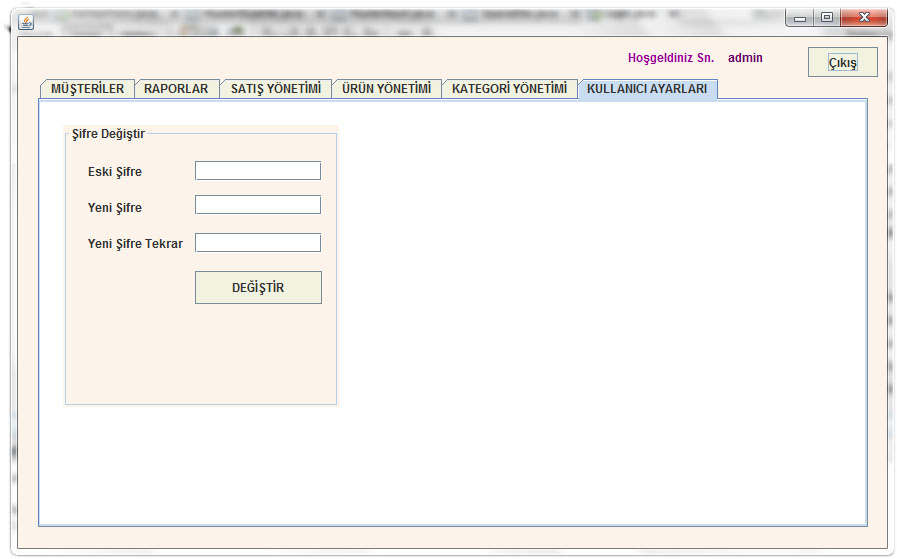 Hoşgeldiniz Sn. admin
Çıkış
MÜŞTERİLER RAPORLAR SATIŞ YÖNETİMİ ÜRÜN YÖNETİMİ KATEGORİ YÖNETİMİ KULLANICI AYARLARI
Şifre Değiştir
Eski Şifre
Yeni Şifre
Yeni Şifre Tekrar
DEĞİŞTİR